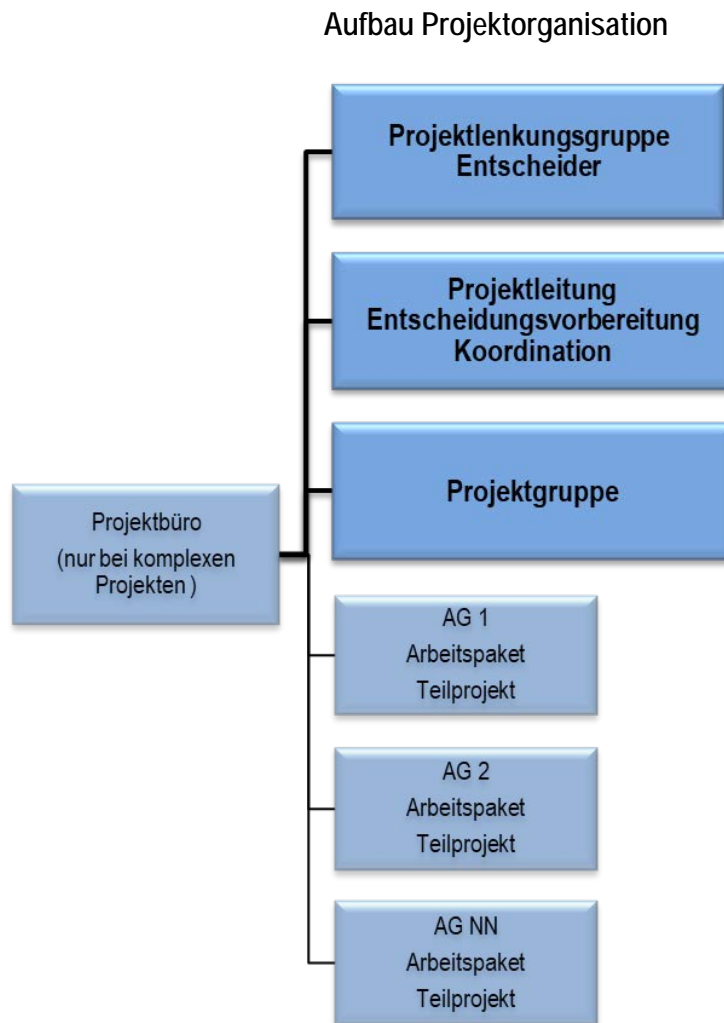 Aufbau Projektorganisation
Projektlenkungsgruppe
Entscheider
Projektleitung
Entscheidungsvorbereitung
Koordination
Projektgruppe
Projektbüro
(nur bei komplexen
Projekten )
AG 1
Arbeitspaket
Teilprojekt
AG 2
Arbeitspaket
Teilprojekt
AG NN
Arbeitspaket
Teilprojekt